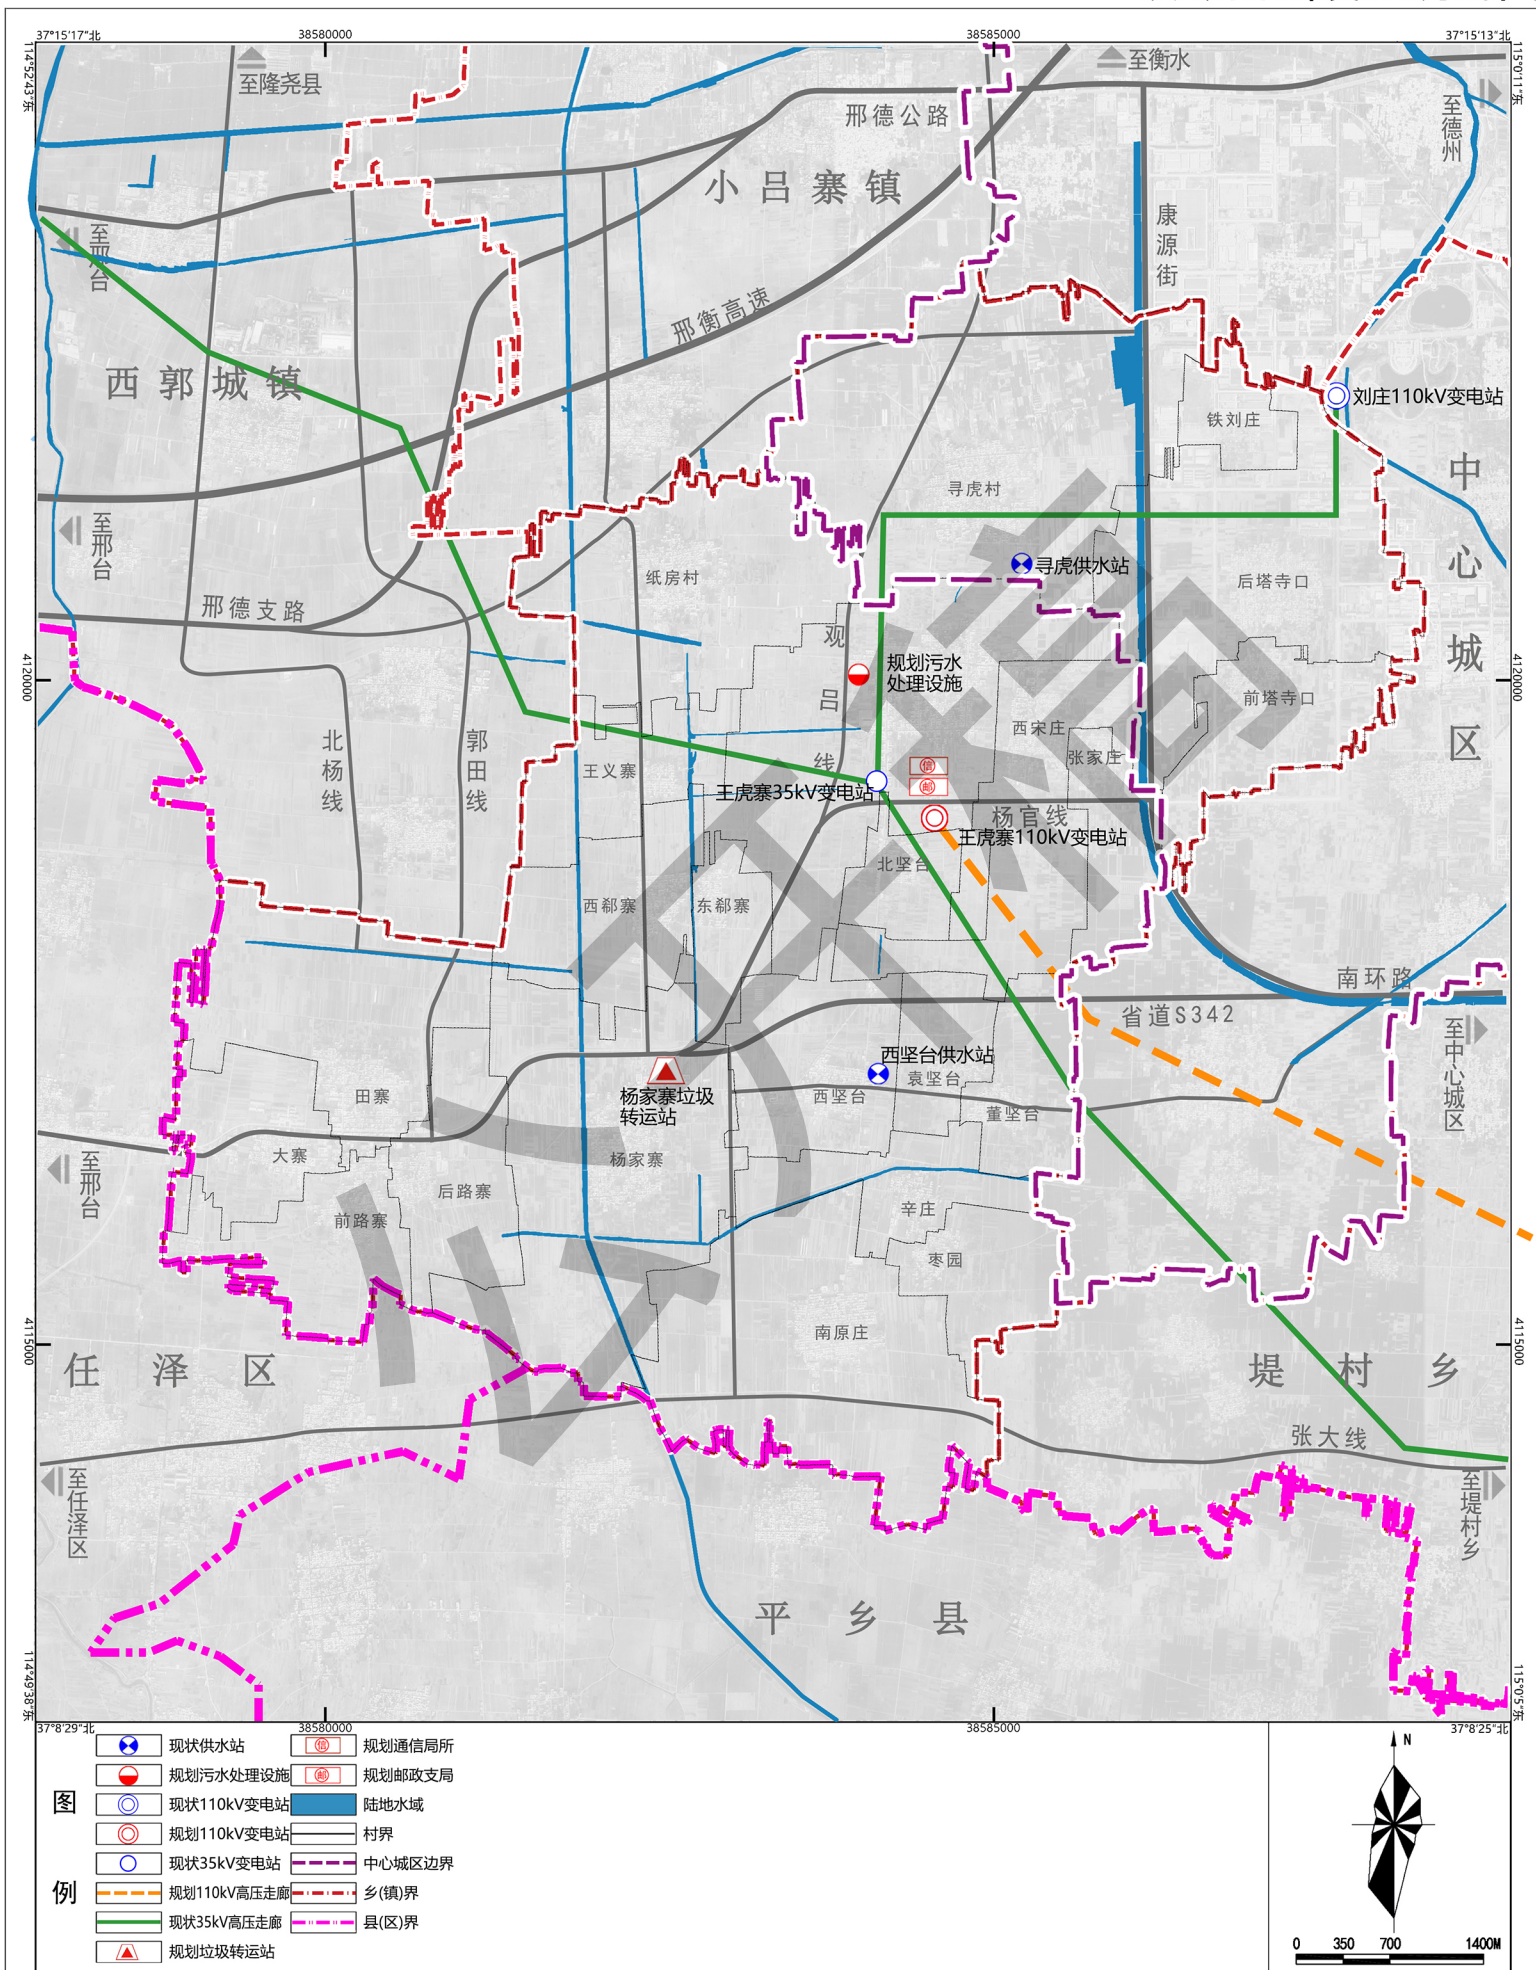 37°15′17″北
38580000
38585000
37°15′13″北
114°52′43″东
115°0′11″东
至隆尧县
至衡水
至德州
邢德公路
小吕寨镇
康源街
至邢台
邢衡高速
西郭城镇
刘庄110kV变电站
铁刘庄
中心城区
寻虎村
至邢台
寻虎供水站
纸房村
后塔寺口
邢德支路
观吕线
规划污水
处理设施
4120000
4120000
前塔寺口
西宋庄
北杨线
郭田线
张家庄
王义寨
信
邮
王虎寨35kV变电站
杨官线
王虎寨110kV变电站
北坚台
西郗寨
东郗寨
南环路
省道S342
至中心城区
西坚台供水站
袁坚台
田寨
杨家寨垃圾
转运站
西坚台
董坚台
大寨
杨家寨
至邢台
后路寨
前路寨
辛庄
枣园
南原庄
4115000
4115000
任泽区
堤村乡
张大线
至任泽区
至堤村乡
平乡县
公开稿
114°49′38″东
115°0′5″东
37°8′29″北
38580000
38585000
37°8′25″北
图例
现状供水站
信 规划通信局所
规划污水处理设施
邮 规划邮政支局
现状110kV变电站
陆地水域
规划110kV变电站
村界
现状35kV变电站
中心城区边界
规划110kV高压走廊
乡(镇)界
现状35kV高压走廊
县(区)界
规划垃圾转运站
N
0 350 700 1400M